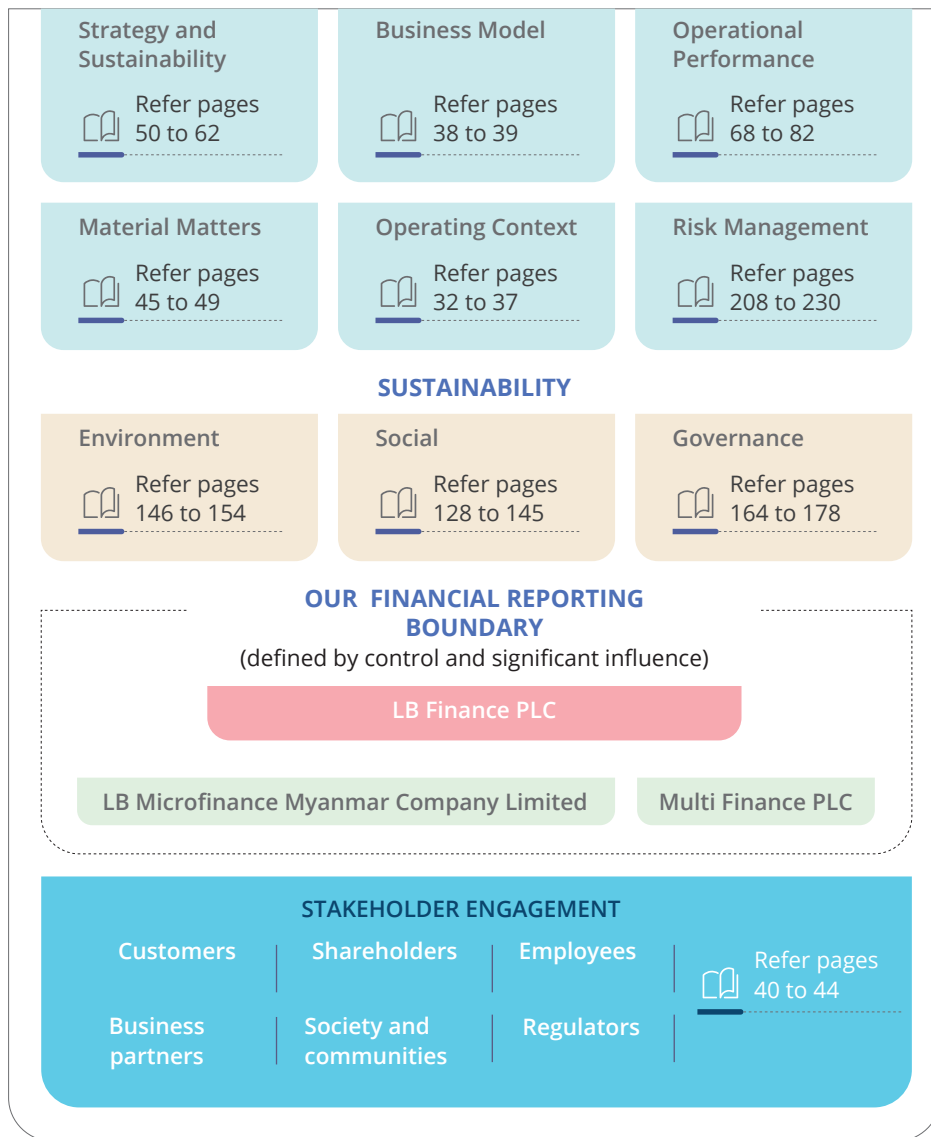 Strategy and
Sustainability
Refer pages
50 to 62
Business Model
Refer pages
38 to 39
Operational
Performance
Refer pages
68 to 82
Material Matters
Refer pages
45 to 49
Operating Context
Refer pages
32 to 37
Risk Management
Refer pages
208 to 230
SUSTAINABILITY
Environment
Refer pages
146 to 154
Social
Refer pages
128 to 145
Governance
Refer pages
164 to 178
OUR FINANCIAL REPORTING
BOUNDARY
(defined by control and significant influence)
LB Finance PLC
LB Microfinance Myanmar Company Limited
Multi Finance PLC
STAKEHOLDER ENGAGEMENT
Customers
Shareholders
Employees
Business
partners
Society and
communities
Regulators
Refer pages
40 to 44